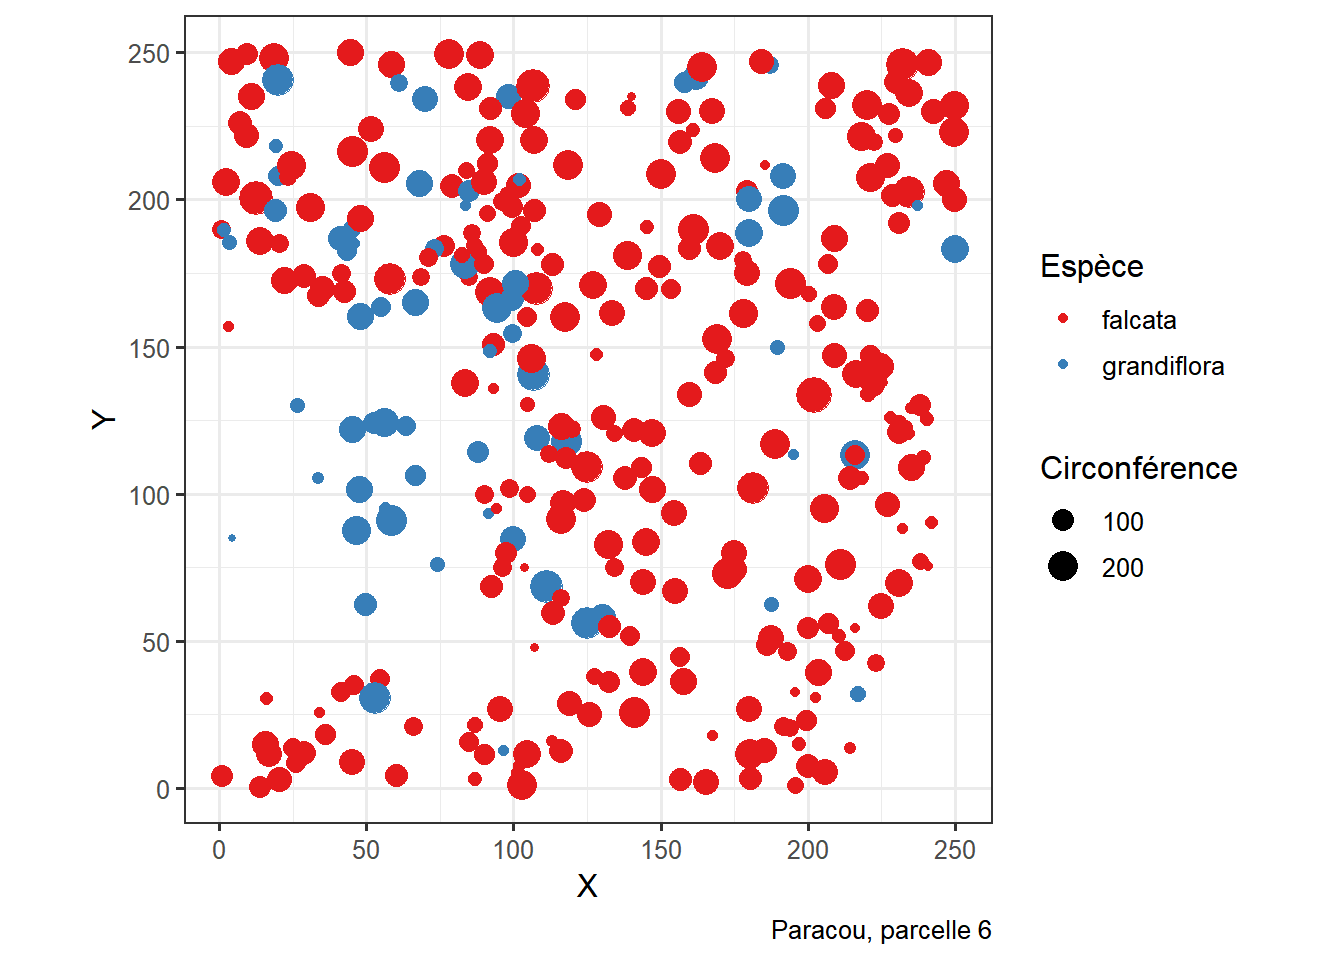 250
200
150
100
50
0
Y
0 50 100 150 200 250
X
Espèce
falcata
grandiflora
Circonférence
100
200
Paracou, parcelle 6